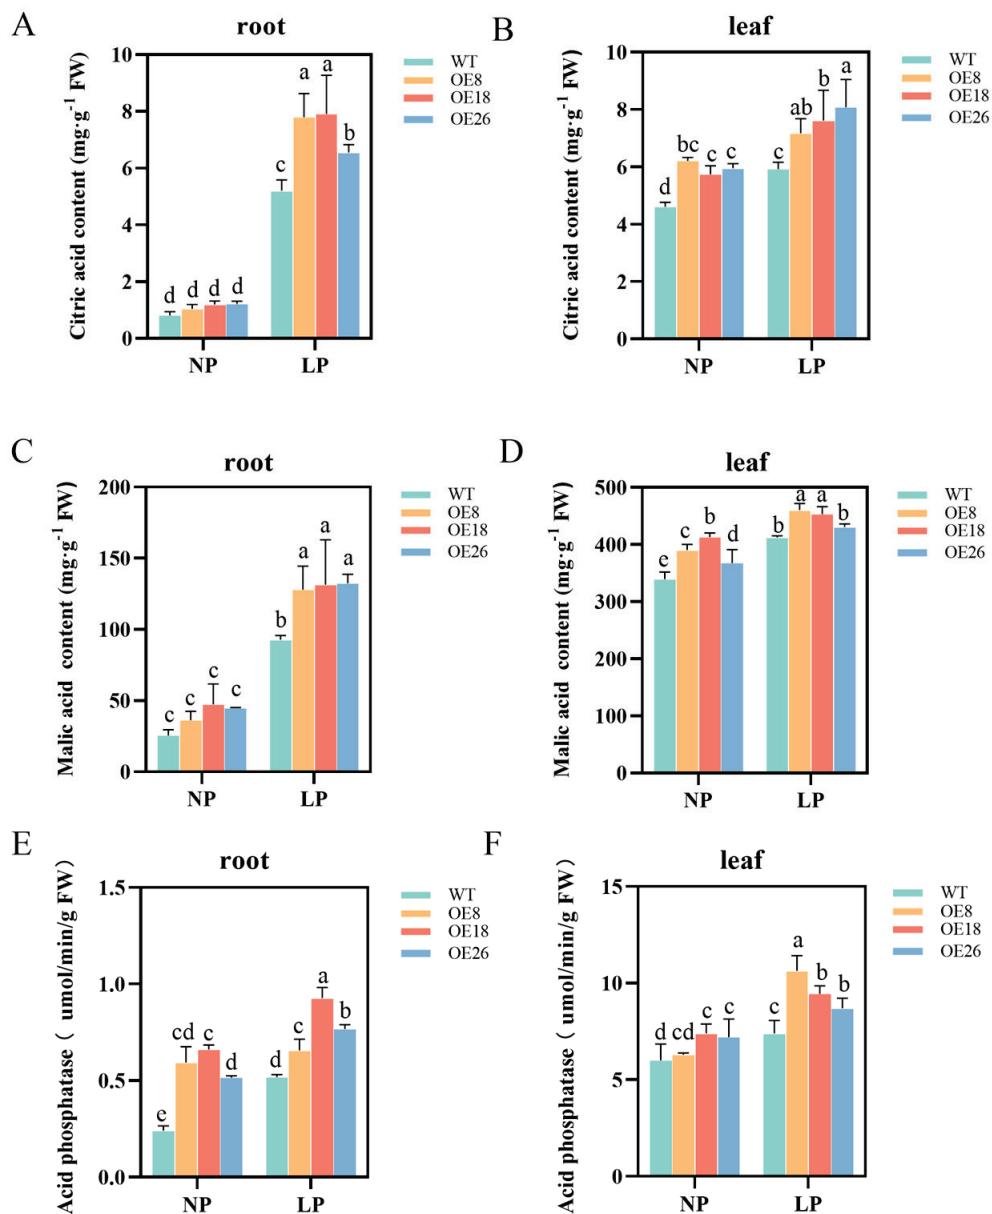 A
root
Citric acid content (mg·g⁻¹ FW)
10
8
6
4
2
0
d d d d
c a a b
NP LP
WT
OE8
OE18
OE26
B
leaf
Citric acid content (mg·g⁻¹ FW)
10
8
6
4
2
0
d bc c c
c ab b a
NP LP
WT
OE8
OE18
OE26
C
root
Malic acid content (mg·g⁻¹ FW)
200
150
100
50
0
c c c c
b a a a
NP LP
WT
OE8
OE18
OE26
D
leaf
Malic acid content (mg·g⁻¹ FW)
500
400
300
200
100
0
e c b d
b a a b
NP LP
WT
OE8
OE18
OE26
E
root
Acid phosphatase ( umol/min/g FW)
1.5
1.0
0.5
0.0
e cd c d
d c a b
NP LP
WT
OE8
OE18
OE26
F
leaf
Acid phosphatase ( umol/min/g FW)
15
10
5
0
d cd c c
c a b b
NP LP
WT
OE8
OE18
OE26